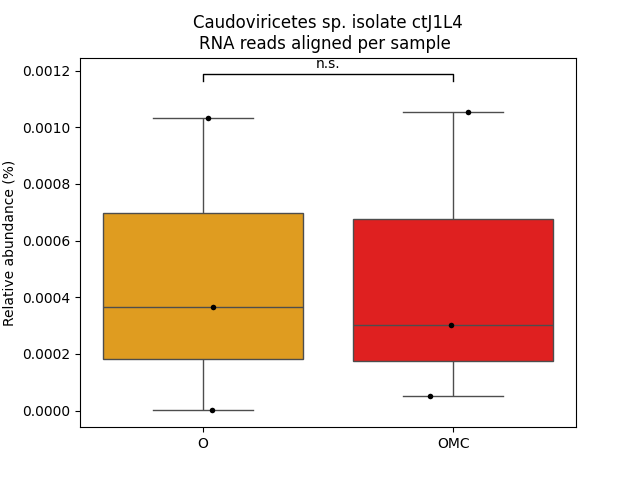 Caudoviricetes sp. isolate ctJ1L4
RNA reads aligned per sample
n.s.
Relative abundance (%)
0.0012
0.0010
0.0008
0.0006
0.0004
0.0002
0.0000
O
OMC